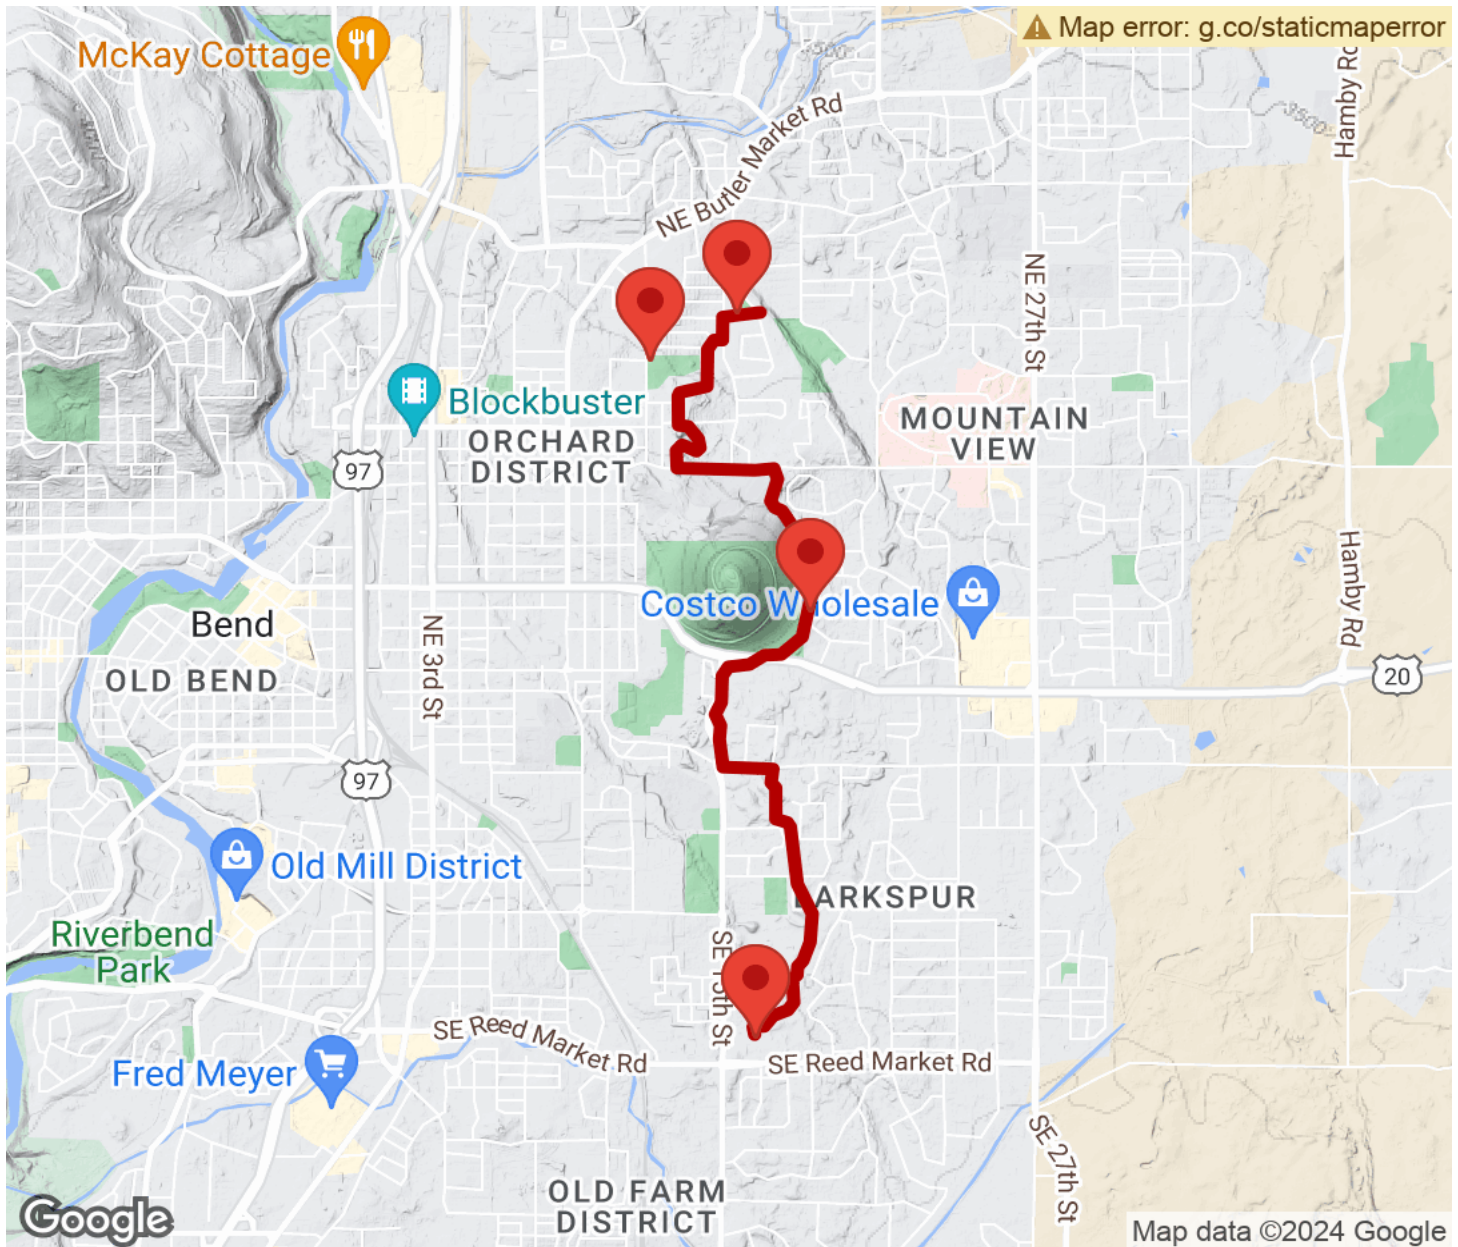 Map error: g.co/staticmaperror
McKay Cottage
3500
3500
Hamby Rd
NE Butler Market Rd
NE 27th St
Blockbuster
ORCHARD
DISTRICT
MOUNTAIN
VIEW
97
Hamby Rd
Costco Wholesale
Bend
OLD BEND
NE 3rd St
20
97
Old Mill District
LARKSPUR
Riverbend
Park
SE 15th St
SE Reed Market Rd
SE Reed Market Rd
Fred Meyer
SE 27th St
OLD FARM
DISTRICT
Google
Map data ©2024 Google